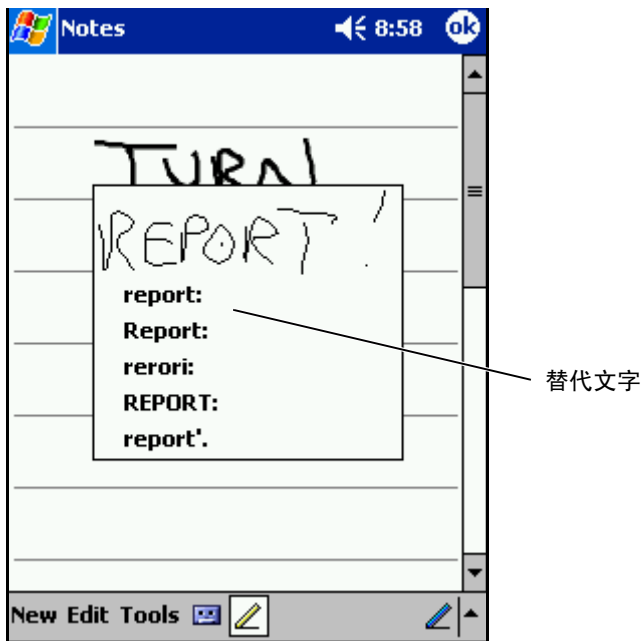 Notes 8:58 ok
TURN
REPORT!
report:
Report:
rerori:
REPORT:
report'.
替代文字
New Edit Tools